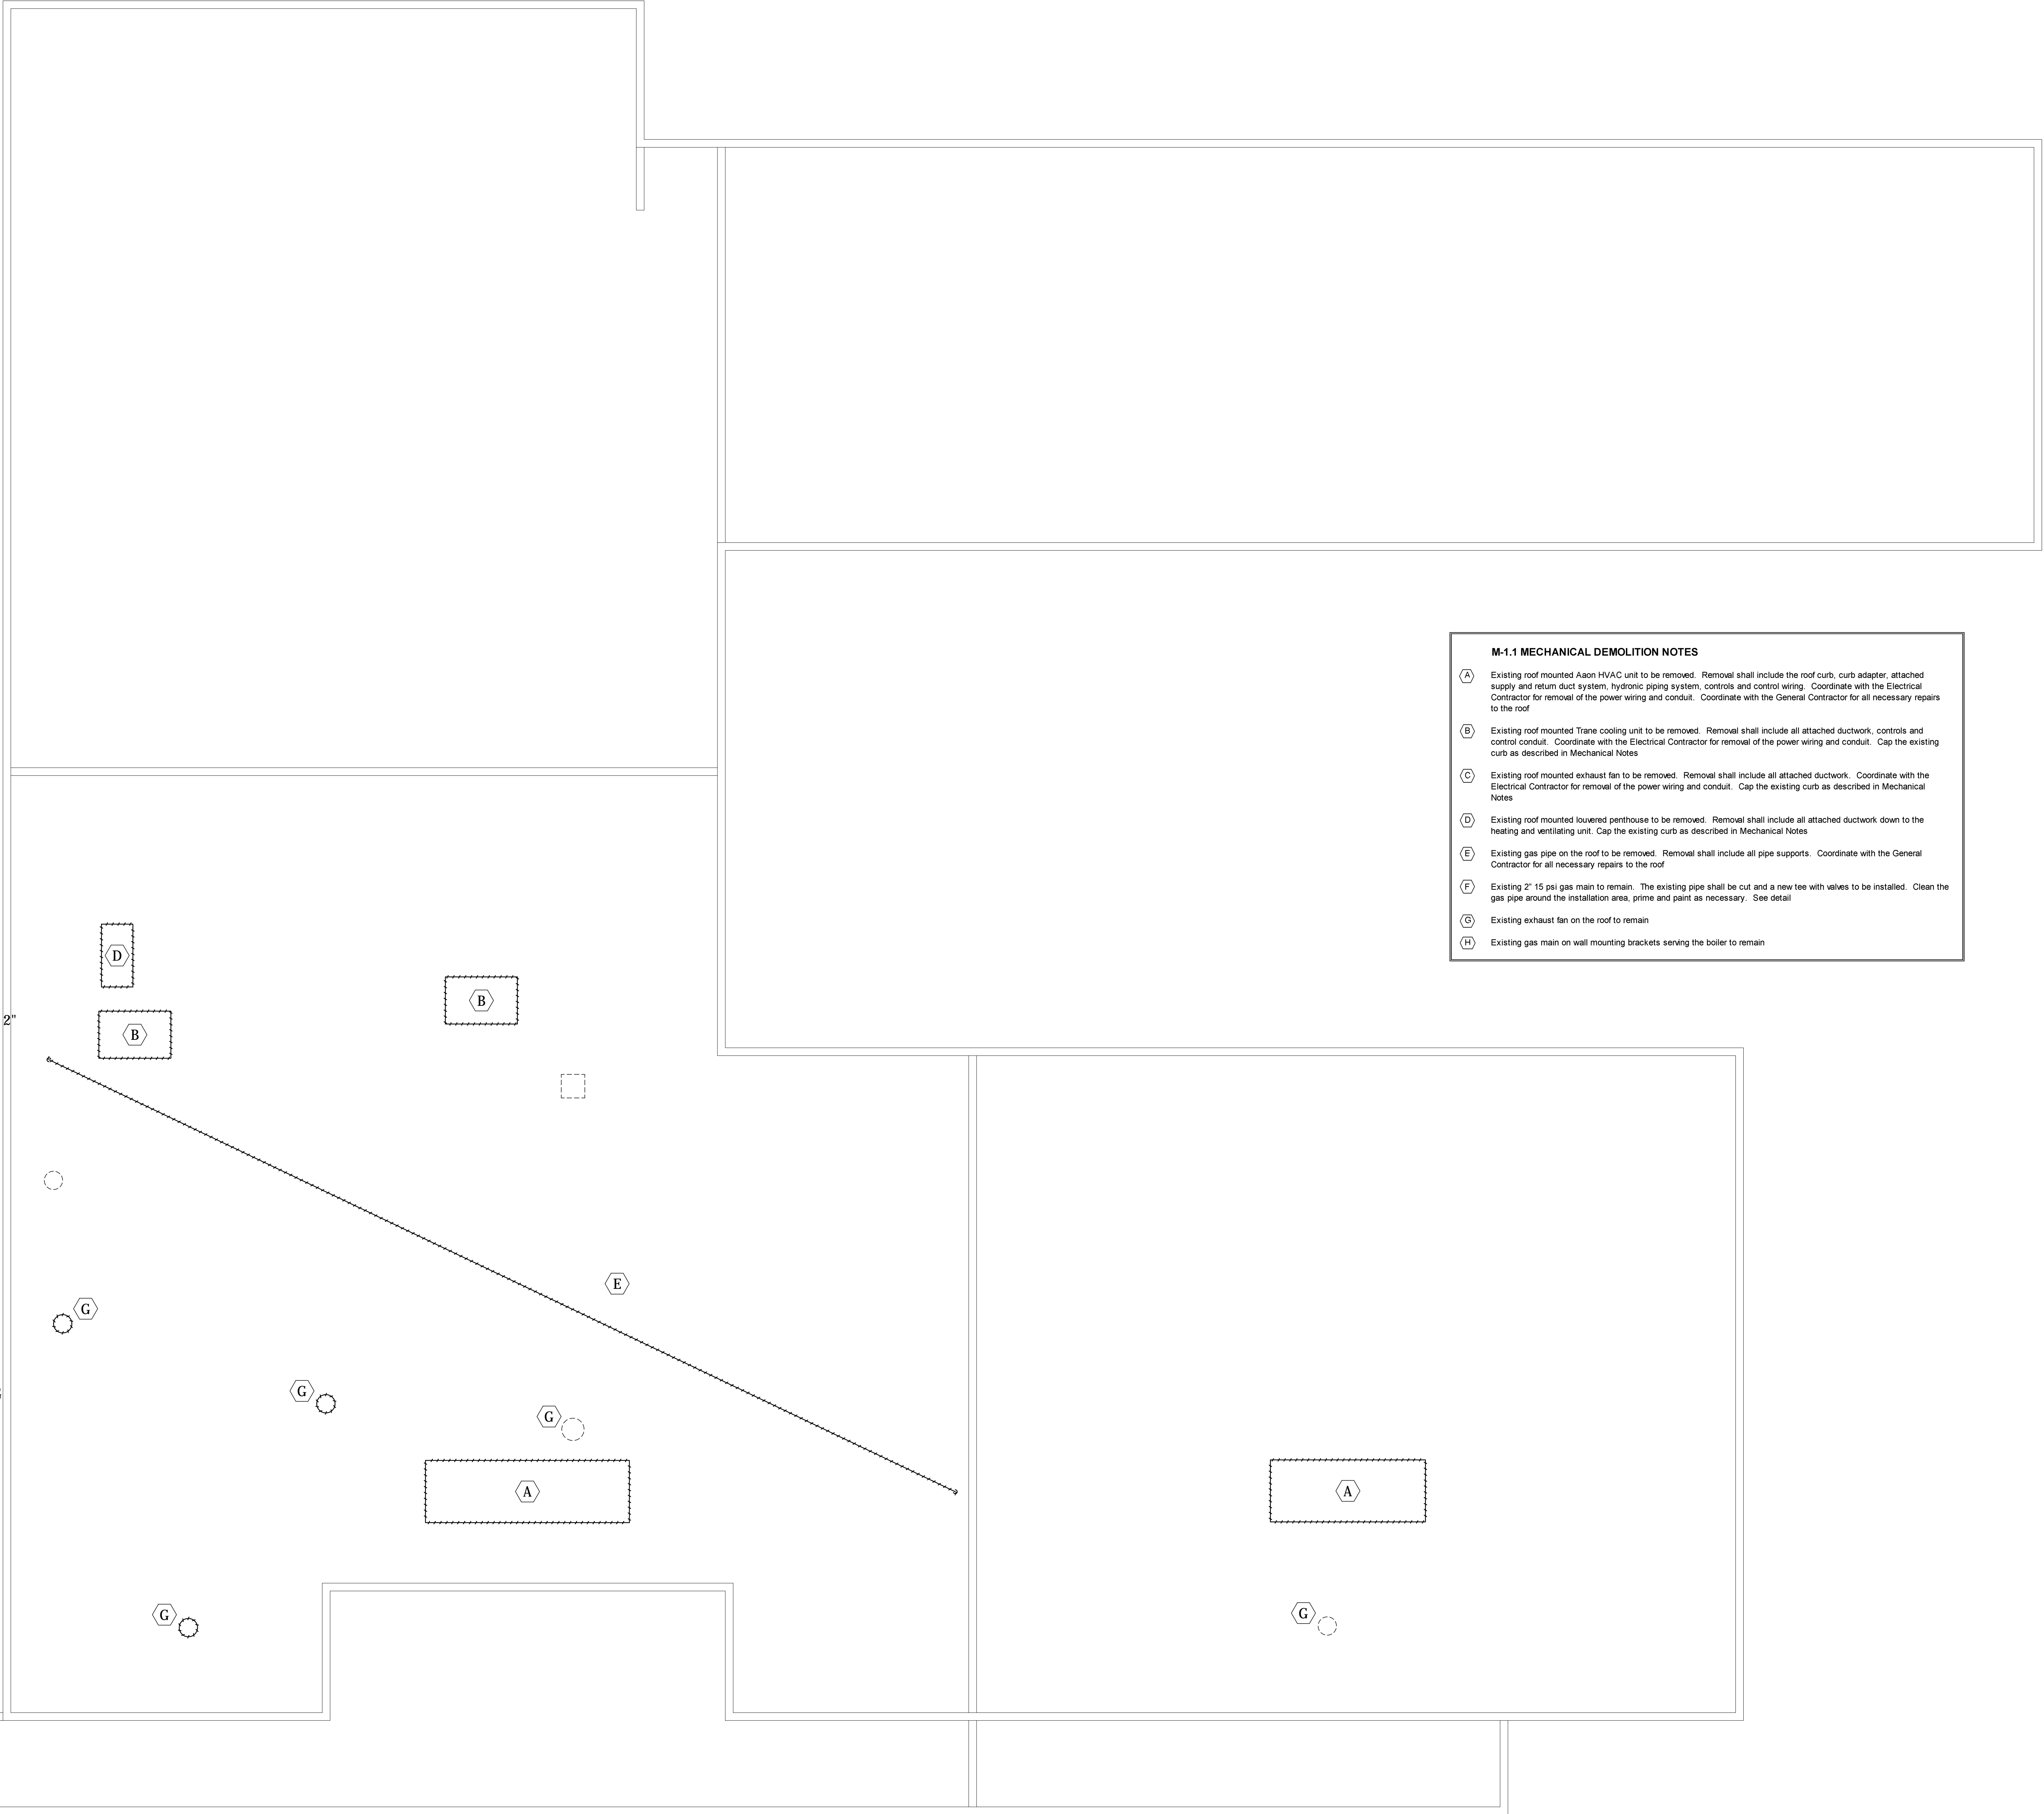 M-1.1 MECHANICAL DEMOLITION NOTES
A Existing roof mounted Aaon HVAC unit to be removed. Removal shall include the roof curb, curb adapter, attached
supply and return duct system, hydronic piping system, controls and control wiring. Coordinate with the Electrical
Contractor for removal of the power wiring and conduit. Coordinate with the General Contractor for all necessary repairs
to the roof
B Existing roof mounted Trane cooling unit to be removed. Removal shall include all attached ductwork, controls and
control conduit. Coordinate with the Electrical Contractor for removal of the power wiring and conduit. Cap the existing
curb as described in Mechanical Notes
C Existing roof mounted exhaust fan to be removed. Removal shall include all attached ductwork. Coordinate with the
Electrical Contractor for removal of the power wiring and conduit. Cap the existing curb as described in Mechanical
Notes
D Existing roof mounted louvered penthouse to be removed. Removal shall include all attached ductwork down to the
heating and ventilating unit. Cap the existing curb as described in Mechanical Notes
E Existing gas pipe on the roof to be removed. Removal shall include all pipe supports. Coordinate with the General
Contractor for all necessary repairs to the roof
F Existing 2" 15 psi gas main to remain. The existing pipe shall be cut and a new tee with valves to be installed. Clean the
gas pipe around the installation area, prime and paint as necessary. See detail
G Existing exhaust fan on the roof to remain
H Existing gas main on wall mounting brackets serving the boiler to remain
D
B
2"
B
E
G
G
G
A
A
G
G